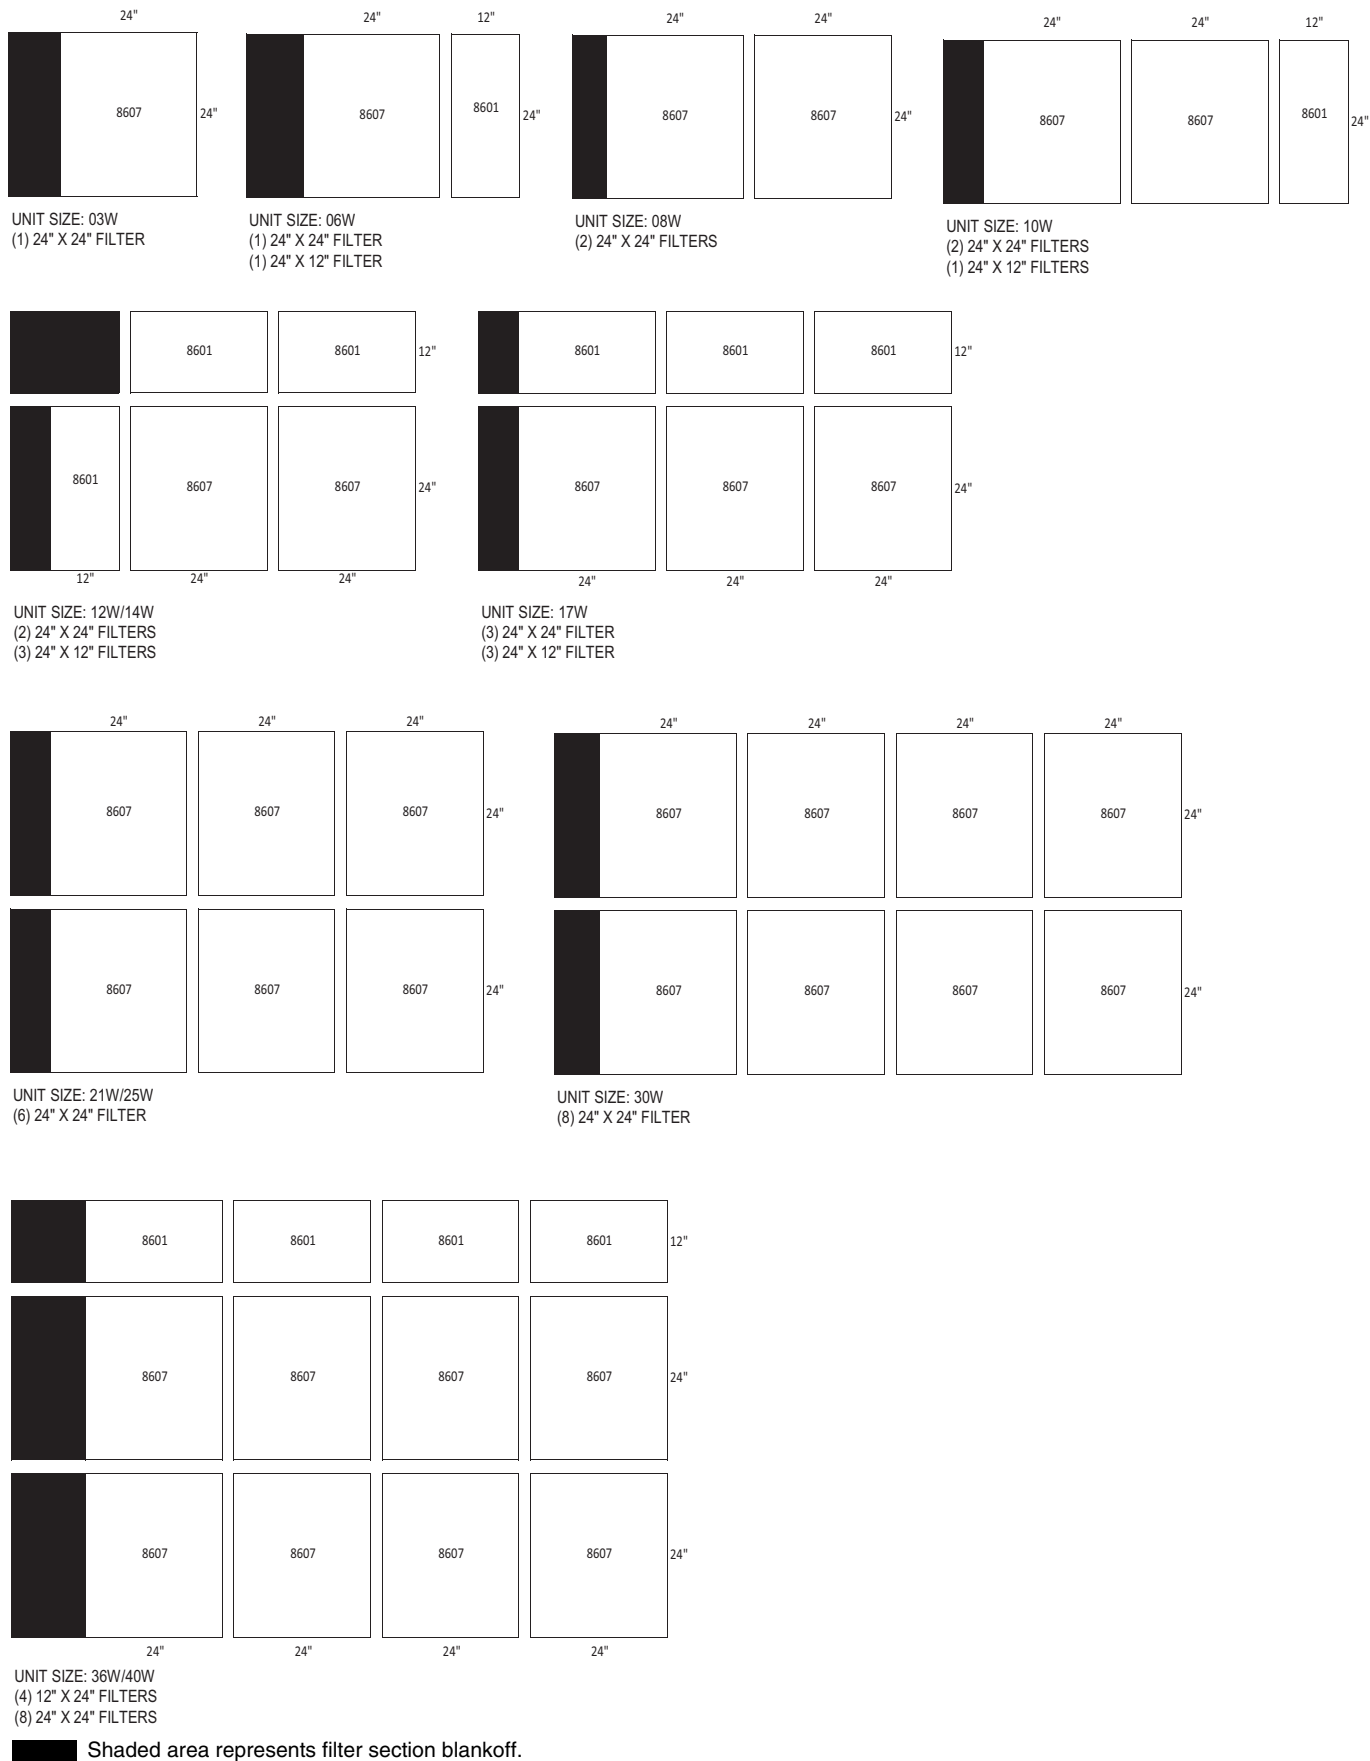 24" 24" 12" 24" 24" 24" 24" 12"
8607 24" 8607 8601 24" 8607 8607 24" 8607 8607 8601 24"
UNIT SIZE: 03W
(1) 24" X 24" FILTER
UNIT SIZE: 06W
(1) 24" X 24" FILTER
(1) 24" X 12" FILTER
UNIT SIZE: 08W
(2) 24" X 24" FILTERS
UNIT SIZE: 10W
(2) 24" X 24" FILTERS
(1) 24" X 12" FILTERS
8601 8601 12"
8601 8607 8607 24"
12" 24" 24"
UNIT SIZE: 12W/14W
(2) 24" X 24" FILTERS
(3) 24" X 12" FILTERS
8601 8601 8601 12"
8607 8607 8607 24"
24" 24" 24"
UNIT SIZE: 17W
(3) 24" X 24" FILTER
(3) 24" X 12" FILTER
24" 24" 24"
8607 8607 8607 24"
8607 8607 8607 24"
UNIT SIZE: 21W/25W
(6) 24" X 24" FILTER
24" 24" 24" 24"
8607 8607 8607 8607 24"
8607 8607 8607 8607 24"
UNIT SIZE: 30W
(8) 24" X 24" FILTER
8601 8601 8601 8601 12"
8607 8607 8607 8607 24"
8607 8607 8607 8607 24"
24" 24" 24" 24"
UNIT SIZE: 36W/40W
(4) 12" X 24" FILTERS
(8) 24" X 24" FILTERS
Shaded area represents filter section blankoff.